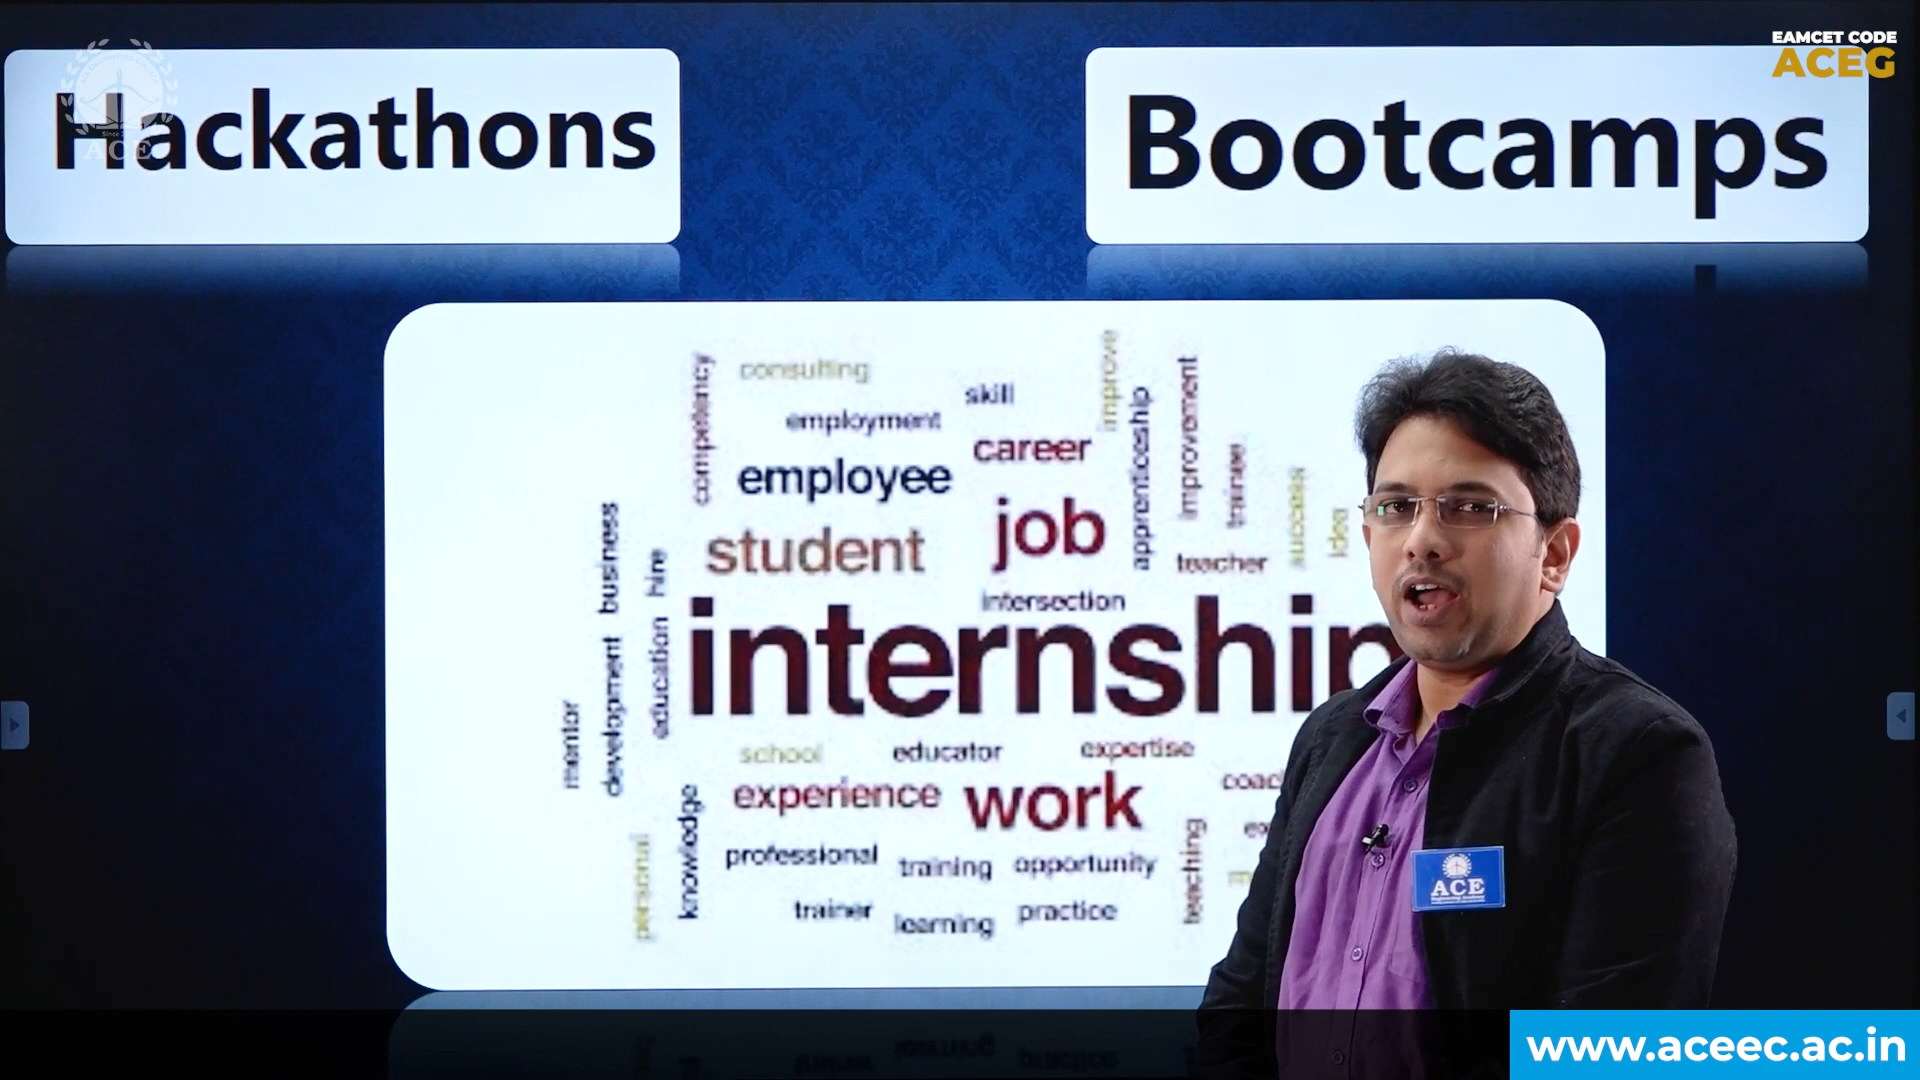 EAMCET CODE
ACEG
Hackathons
Bootcamps
ACE
competency
consulting
skill
improve
employment
career
apprenticeship
improvement
employee
trainee
success
idea
job
student
teacher
business
hire
intersection
internship
mentor
development
education
school
educator
expertise
experience
work
knowledge
personal
professional
training
opportunity
teaching
trainer
learning
practice
ACE
www.aceec.ac.in